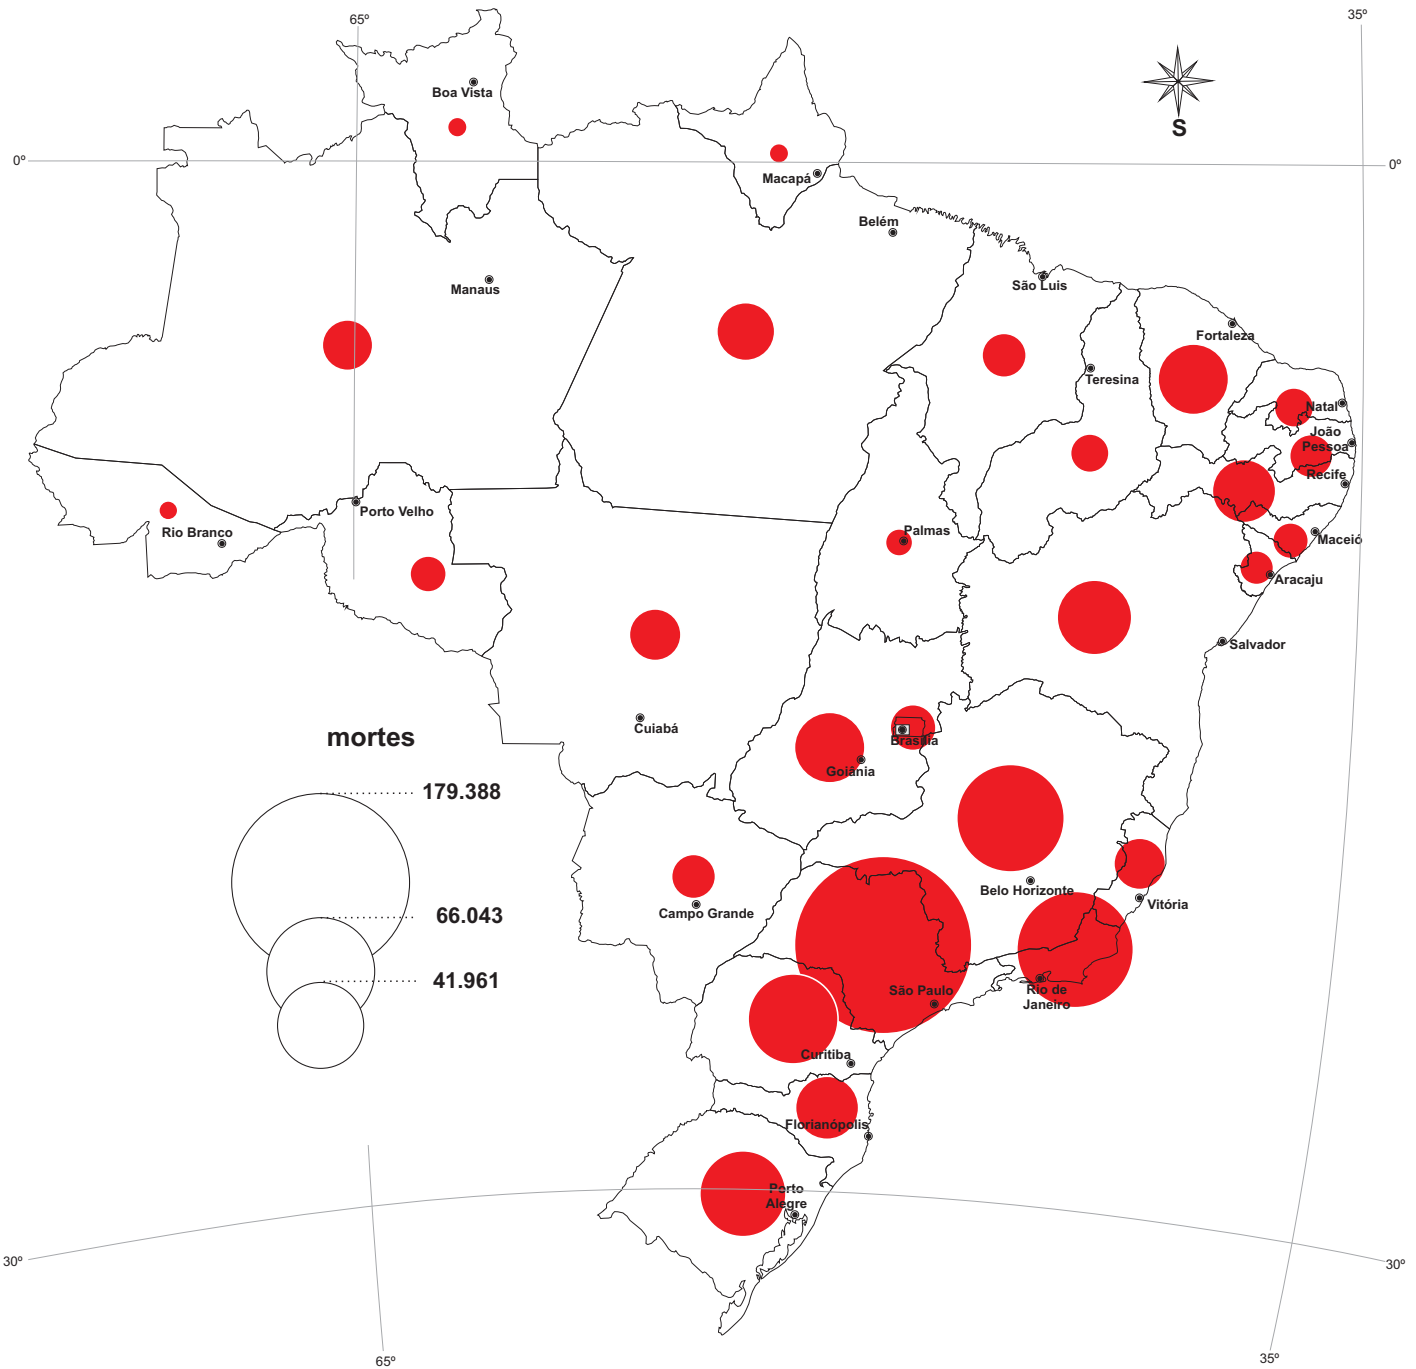 65º
35º
Boa Vista
S
0º
0º
Macapá
Belém
Manaus
São Luis
Fortaleza
Teresina
Natal
João
Pessoa
Recife
Porto Velho
Rio Branco
Palmas
Maceió
Aracaju
Salvador
Cuiabá
Brasília
Goiânia
mortes
179.388
66.043
41.961
Belo Horizonte
Vitória
Campo Grande
São Paulo
Rio de
Janeiro
Curitiba
Florianópolis
Porto
Alegre
30º
30º
65º
35º